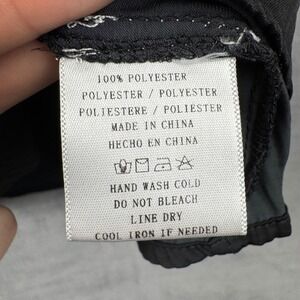 100% POLYESTER
POLYESTER / POLYESTER
POLIESTERE / POLIESTER
MADE IN CHINA
HECHO EN CHINA
HAND WASH COLD
DO NOT BLEACH
LINE DRY
COOL IRON IF NEEDED